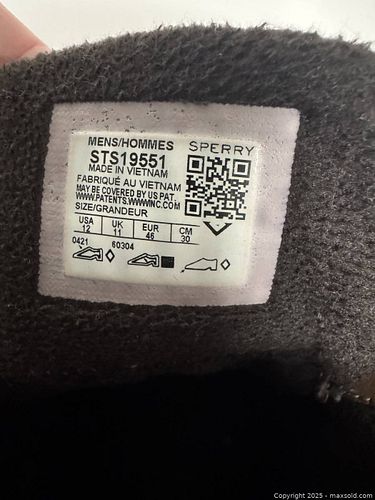 MENS/HOMMES
SPERRY
STS19551
MADE IN VIETNAM
FABRIQUÉ AU VIETNAM
MAY BE COVERED BY US PAT.
WWW.PATENTS.WWWINC.COM
SIZE/GRANDEUR
USA UK EUR CM
12 11 46 30
0421 60304
Copyright 2025 - maxsold.com